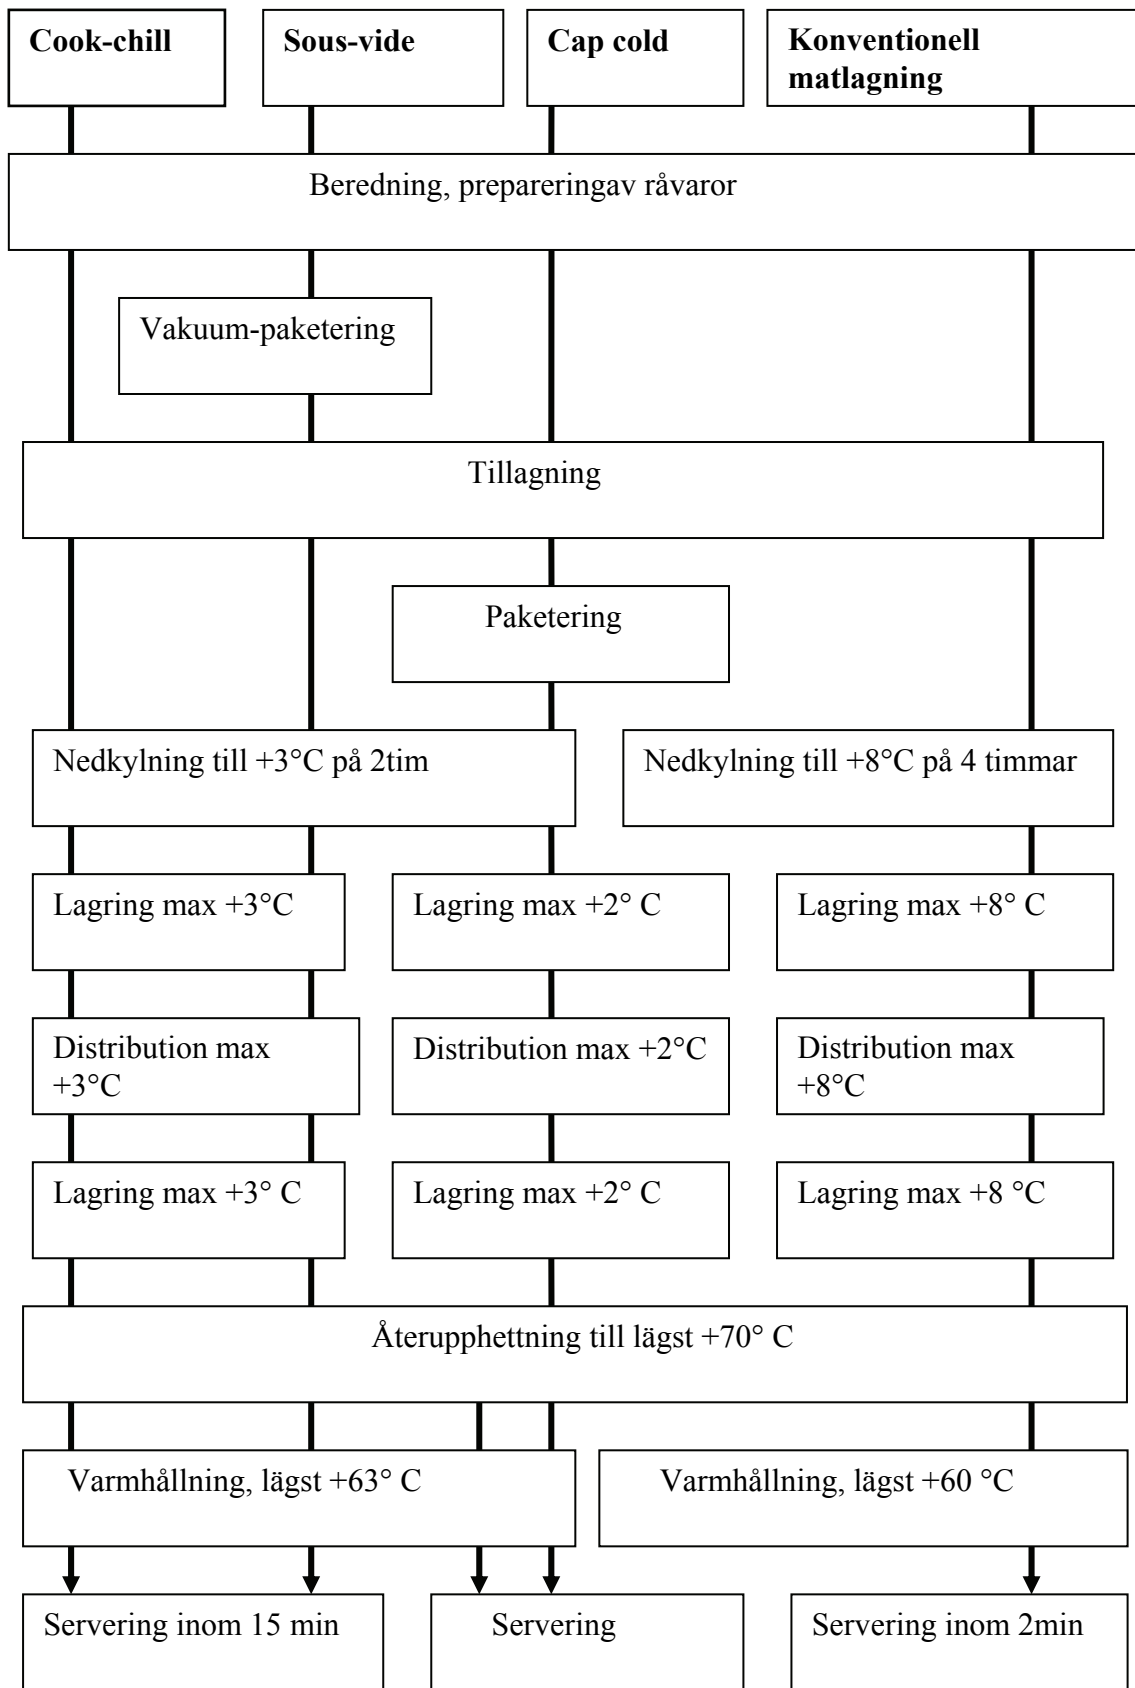 Cook-chill
Sous-vide
Cap cold
Konventionell
matlagning
Beredning, prepareringav råvaror
Vakuum-paketering
Tillagning
Paketering
Nedkylning till +3°C på 2tim
Nedkylning till +8°C på 4 timmar
Lagring max +3°C
Lagring max +2° C
Lagring max +8° C
Distribution max
+3°C
Distribution max +2°C
Distribution max
+8°C
Lagring max +3° C
Lagring max +2° C
Lagring max +8 °C
Återupphettning till lägst +70° C
Varmhållning, lägst +63° C
Varmhållning, lägst +60 °C
Servering inom 15 min
Servering
Servering inom 2min